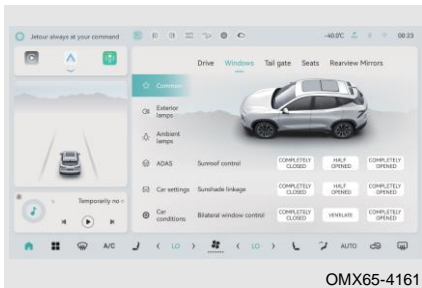 Jetour always at your command
-40.0℃
00:33
Drive Windows Tail gate Seats Rearview Mirrors
Common
Exterior lamps
Ambient lamps
ADAS
Car settings
Car conditions
Sunroof control COMPLETELY CLOSED HALF OPENED COMPLETELY OPENED
Sunshade linkage COMPLETELY CLOSED HALF OPENED COMPLETELY OPENED
Bilateral window control COMPLETELY CLOSED VENTILATE COMPLETELY OPENED
Temporarily no
A/C
LO
LO
AUTO
OMX65-4161